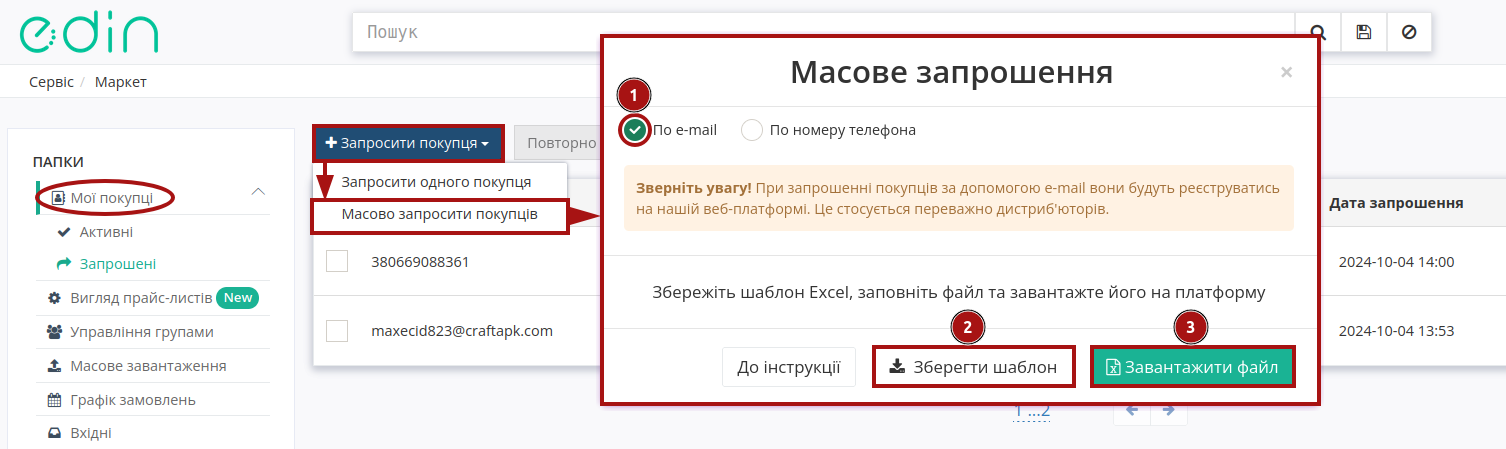 edin
Пошук
Сервіс / Маркет
ПАПКИ
Мої покупці
Активні
Запрошені
Вигляд прайс-листів New
Управління групами
Масове завантаження
Графік замовлень
Вхідні
Запросити покупця
Повторно
Запросити одного покупця
Масово запросити покупців
380669088361
maxecid823@craftapk.com
Масове запрошення
×
1
По e-mail
По номеру телефона
Зверніть увагу! При запрошенні покупців за допомогою e-mail вони будуть реєструватись
на нашій веб-платформі. Це стосується переважно дистриб'юторів.
Збережіть шаблон Excel, заповніть файл та завантажте його на платформу
2
3
До інструкції
Зберегти шаблон
Завантажити файл
Дата запрошення
2024-10-04 14:00
2024-10-04 13:53
1 ...2